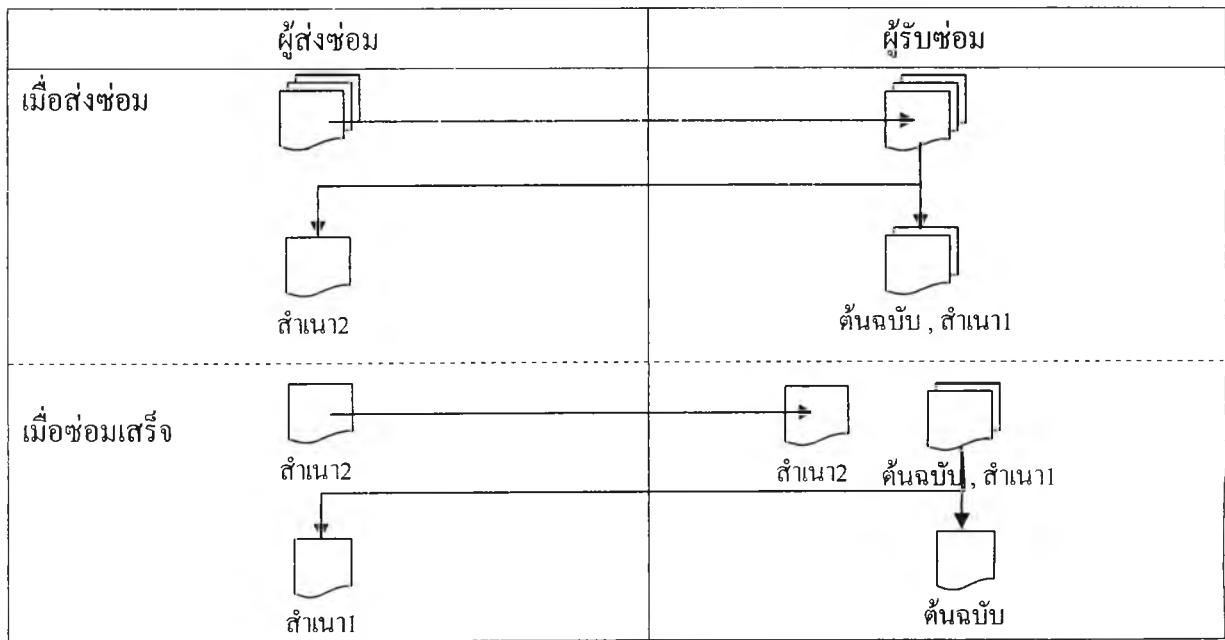 ผู้ส่งซ่อม
ผู้รับซ่อม
เมื่อส่งซ่อม
สำเนา2
ต้นฉบับ , สำเนา1
เมื่อซ่อมเสร็จ
สำเนา2
สำเนา2
ต้นฉบับ , สำเนา1
สำเนา1
ต้นฉบับ